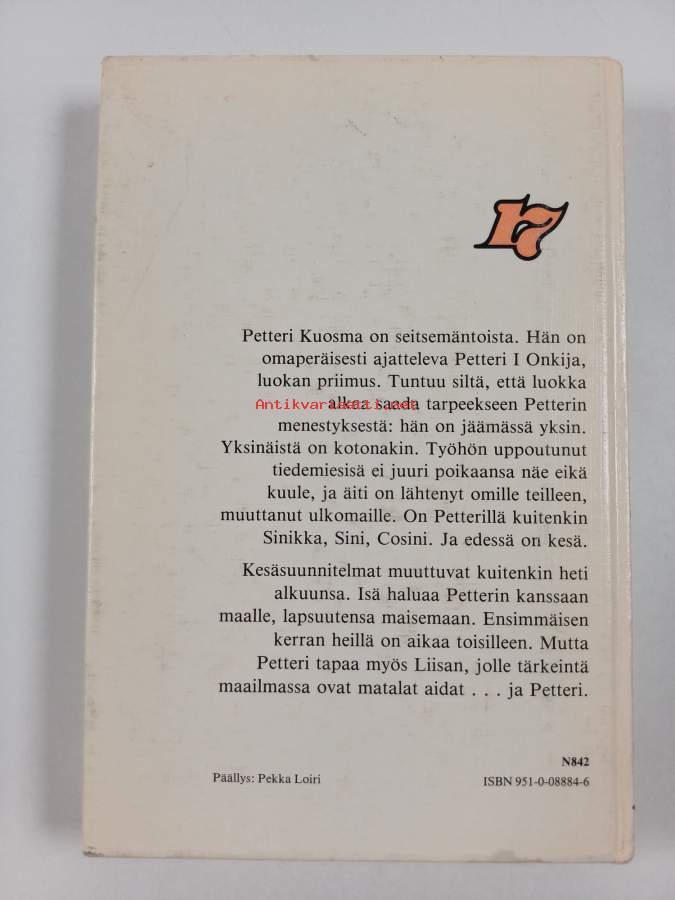 17
Petteri Kuosma on seitsemäntoista. Hän on
omaperäisesti ajatteleva Petteri I Onkija,
luokan priimus. Tuntuu siltä, että luokka
alkaa saada tarpeekseen Petterin
Antikvariaatti.net
menestyksestä: hän on jäämässä yksin.
Yksinäistä on kotonakin. Työhön uppoutunut
tiedemiesisä ei juuri poikaansa näe eikä
kuule, ja äiti on lähtenyt omille teilleen,
muuttanut ulkomaille. On Petterillä kuitenkin
Sinikka, Sini, Cosini. Ja edessä on kesä.
Kesäsuunnitelmat muuttuvat kuitenkin heti
alkuunsa. Isä haluaa Petterin kanssaan
maalle, lapsuutensa maisemaan. Ensimmäisen
kerran heillä on aikaa toisilleen. Mutta
Petteri tapaa myös Liisan, jolle tärkeintä
maailmassa ovat matalat aidat . . . ja Petteri.
N842
Päällys: Pekka Loiri
ISBN 951-0-08884-6